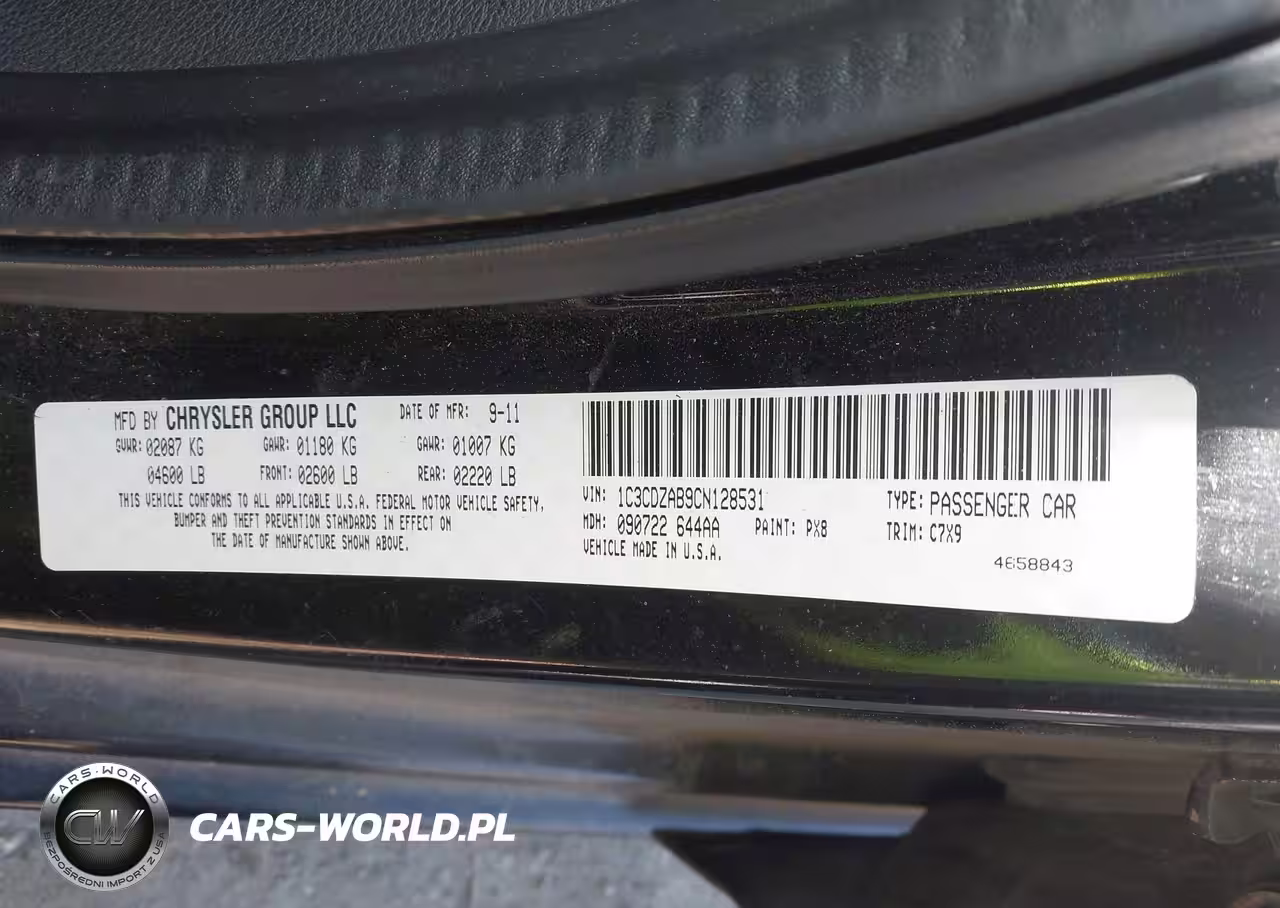 MFD BY CHRYSLER GROUP LLC DATE OF MFR: 9-11
GVWR: 02087 KG GAWR: 01180 KG GAWR: 01007 KG
04600 LB FRONT: 02600 LB REAR: 02220 LB
THIS VEHICLE CONFORMS TO ALL APPLICABLE U.S.A. FEDERAL MOTOR VEHICLE SAFETY,
BUMPER AND THEFT PREVENTION STANDARDS IN EFFECT ON
THE DATE OF MANUFACTURE SHOWN ABOVE.
VIN: 1C3CDZAB9CN128531 TYPE: PASSENGER CAR
MDH: 090722 644AA PAINT: PX8 TRIM: C7X9
VEHICLE MADE IN U.S.A.
4658843
CARS-WORLD
CW
BEZPOŚREDNI IMPORT Z USA
CARS-WORLD.PL